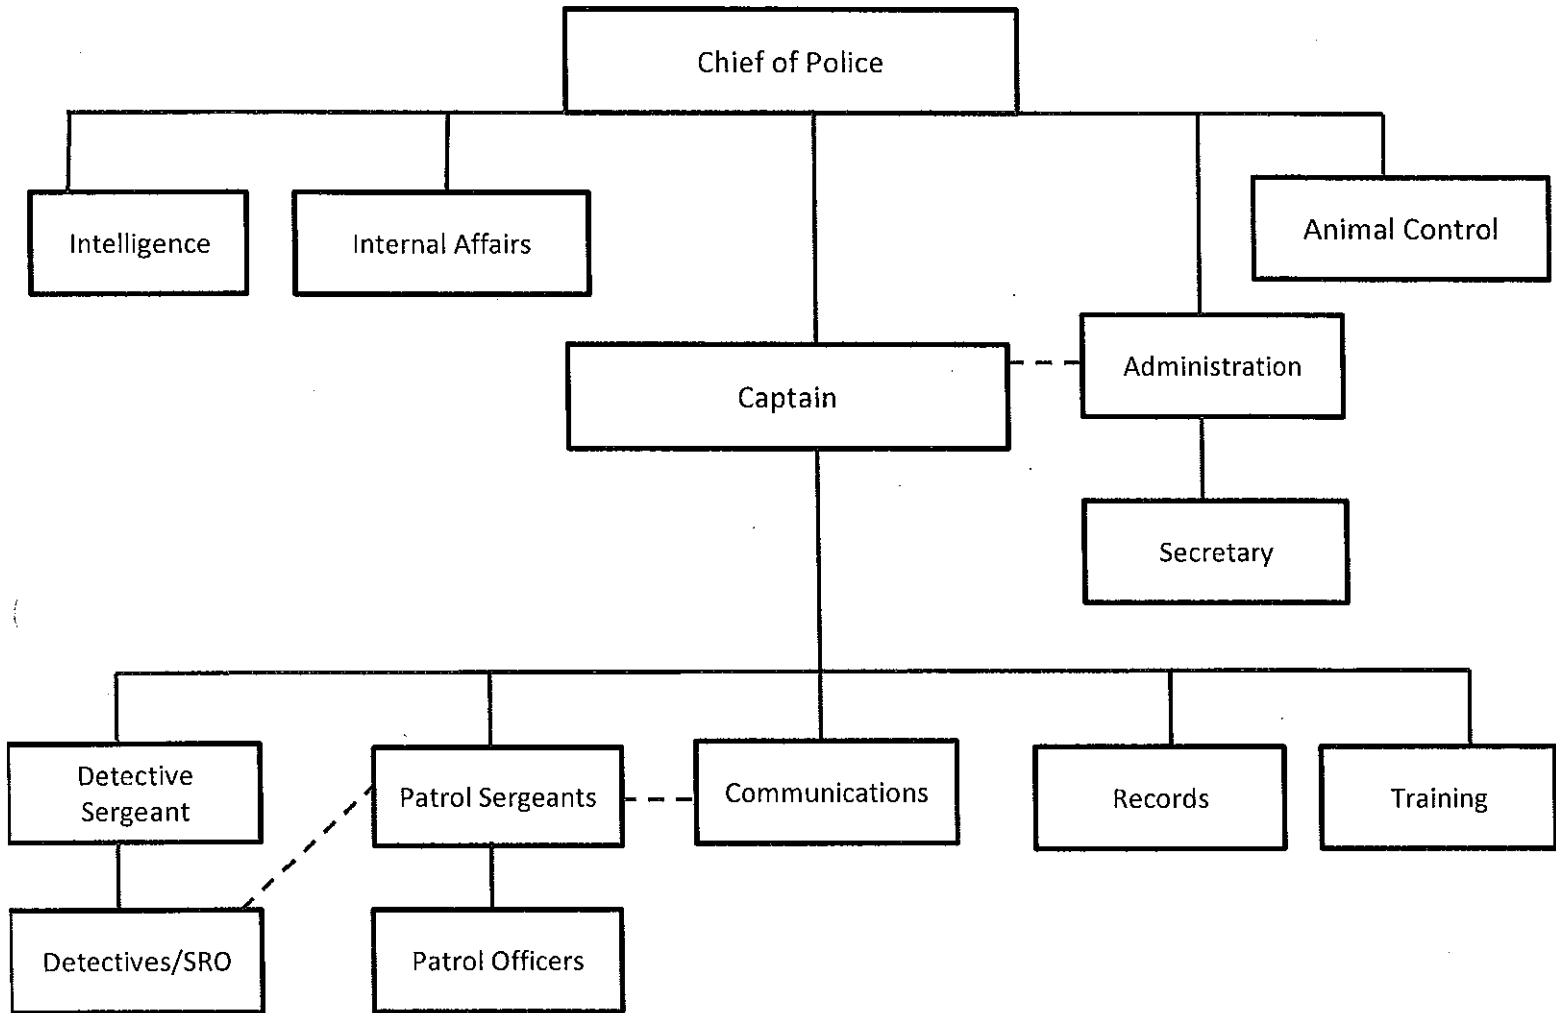 Chief of Police
Intelligence
Internal Affairs
Animal Control
Captain
Administration
Secretary
Detective
Sergeant
Patrol Sergeants
Communications
Records
Training
Detectives/SRO
Patrol Officers